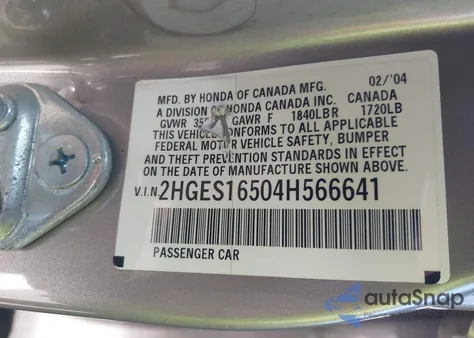 MFD. BY HONDA OF CANADA MFG. 02/'04
A DIVISION OF HONDA CANADA INC. CANADA
GVWR GAWR F 1840LB R 1720LB
THIS VEHICLE CONFORMS TO ALL APPLICABLE
FEDERAL MOTOR VEHICLE SAFETY, BUMPER
AND THEFT PREVENTION STANDARDS IN EFFECT
ON THE DATE OF MANUFACTURE SHOWN ABOVE.
V.I.N 2HGES16504H566641
PASSENGER CAR
autaSnap